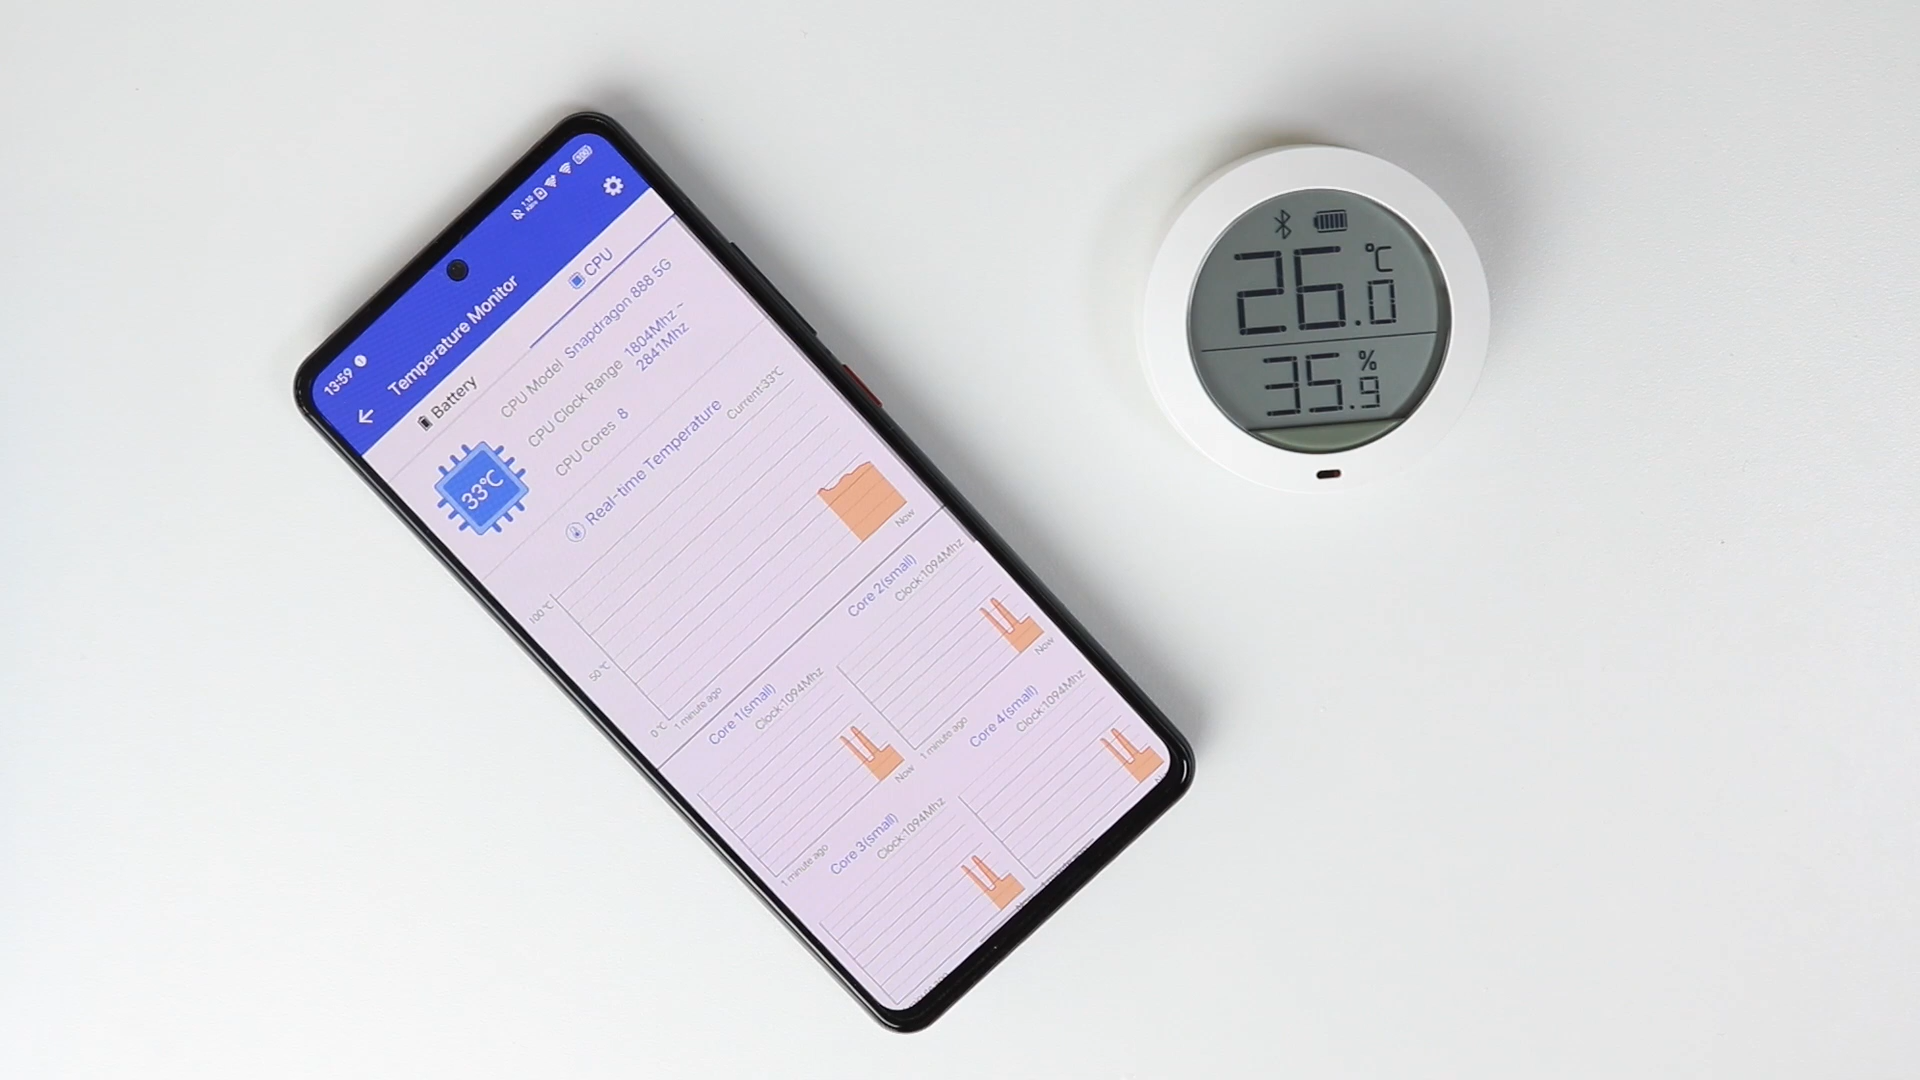 13:59
1.10
100
Temperature Monitor
Battery
CPU
33℃
CPU Model Snapdragon 888 5G
CPU Clock Range 1804Mhz ~
2841Mhz
CPU Cores 8
Real-time Temperature
Current:33℃
100℃
50℃
0℃
1 minute ago
Now
Core 1(small)
Clock:1094Mhz
1 minute ago
Now
Core 2(small)
Clock:1094Mhz
1 minute ago
Now
Core 3(small)
Clock:1094Mhz
Core 4(small)
Clock:1094Mhz
26.0 ℃
35.9 %